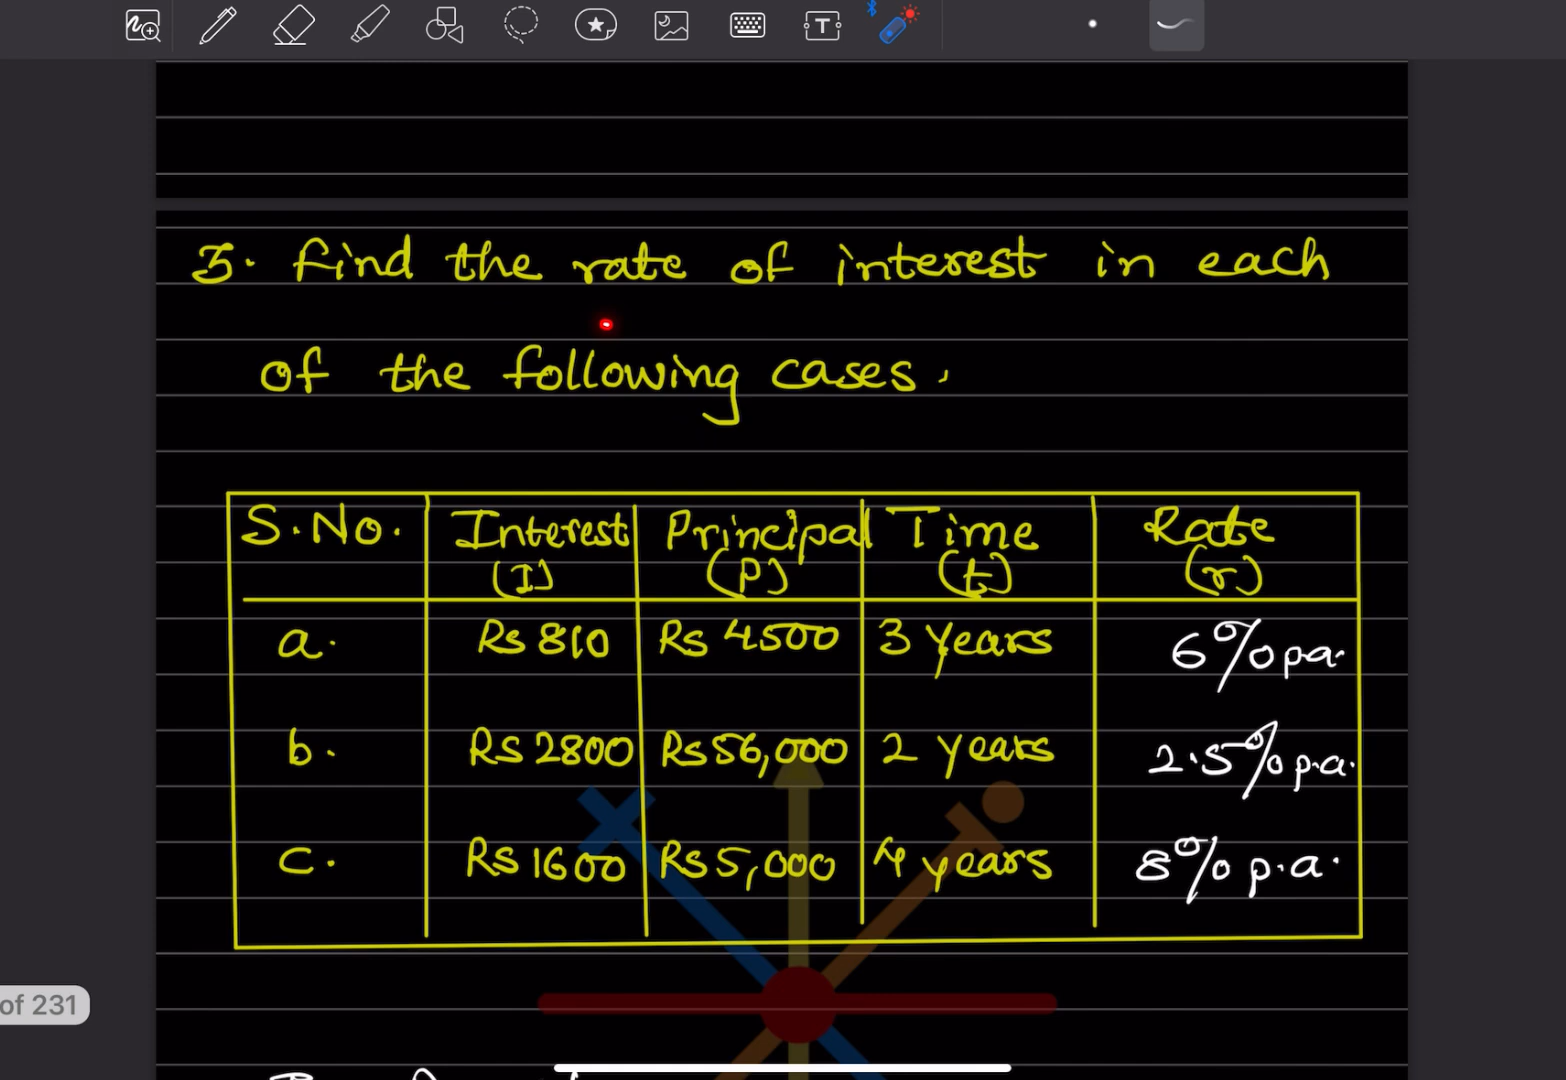 3. Find the rate of interest in each
of the following cases.
S.No. Interest (I) Principal (P) Time (t) Rate (r)
a. Rs 810 Rs 4500 3 years 6% p.a.
b. Rs 2800 Rs 56,000 2 years 2.5% p.a.
c. Rs 1600 Rs 5,000 4 years 8% p.a.
of 231